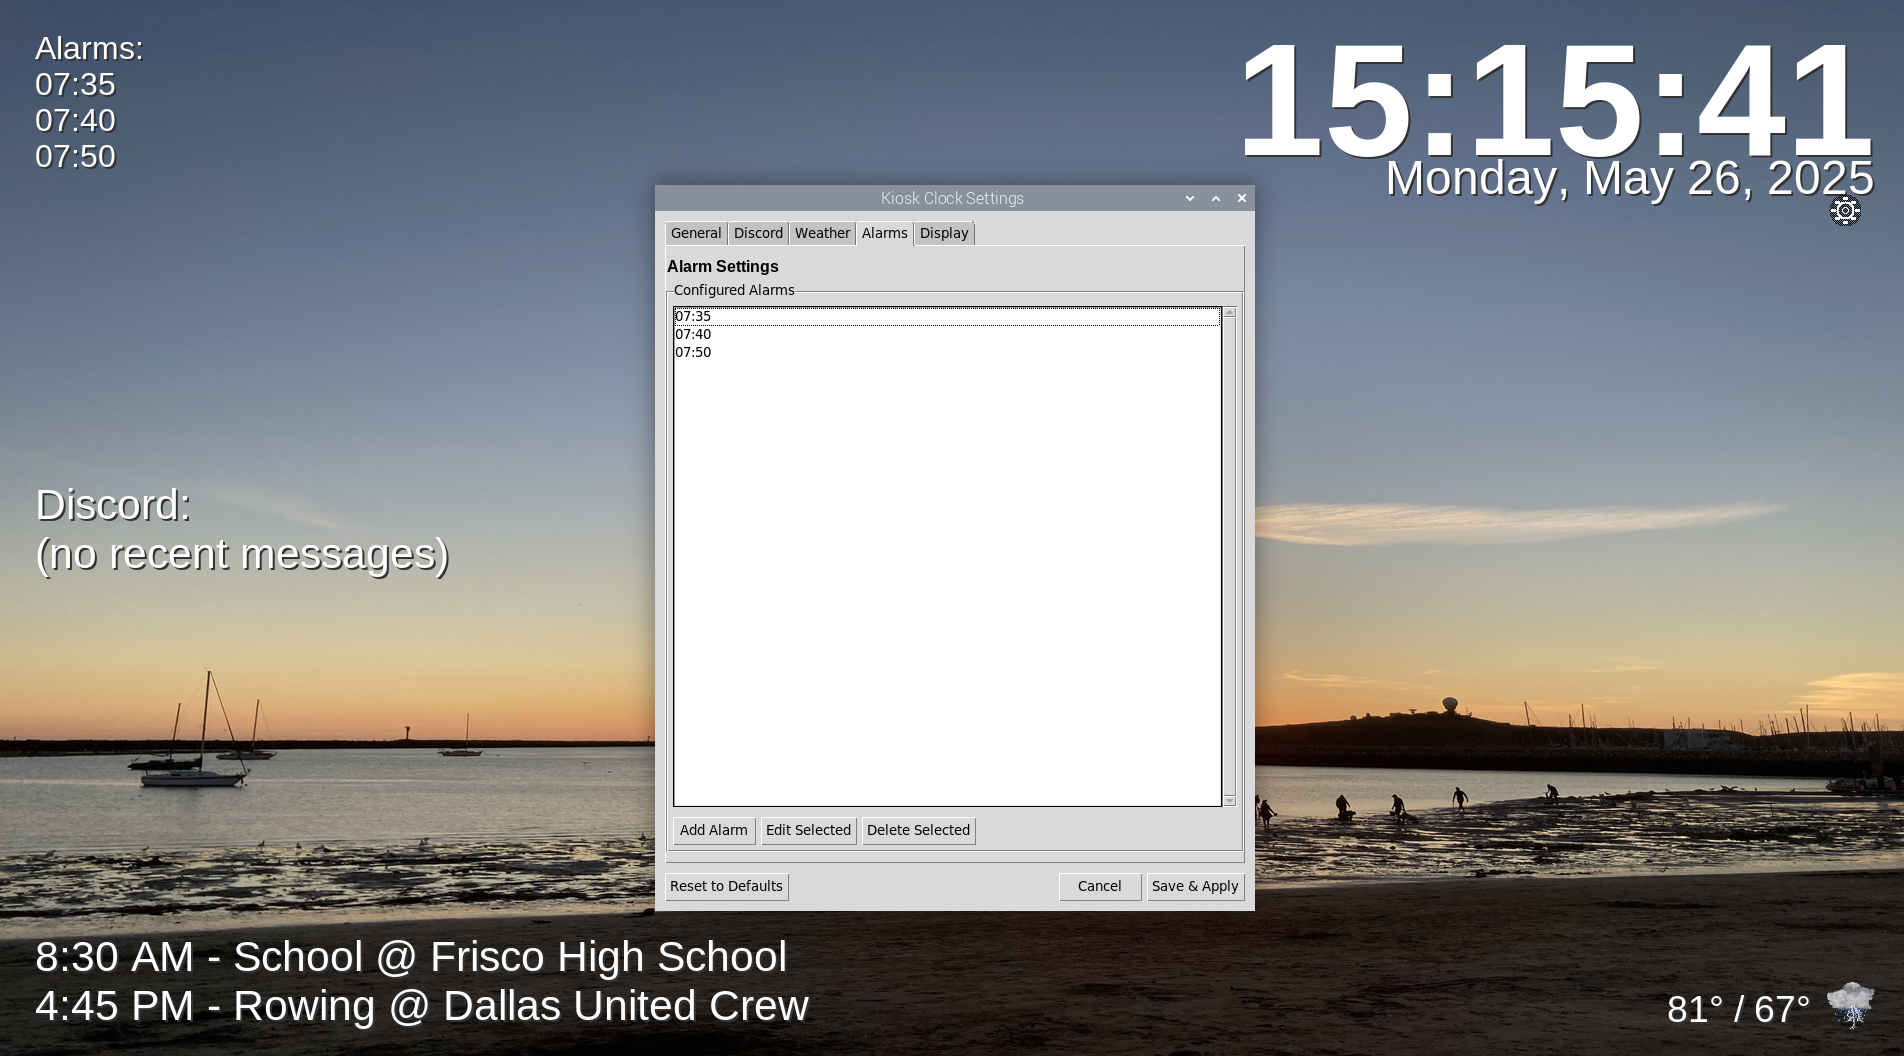 Alarms:
07:35
07:40
07:50
15:15:41
Monday, May 26, 2025
Kiosk Clock Settings
General Discord Weather Alarms Display
Alarm Settings
Configured Alarms
07:35
07:40
07:50
Add Alarm Edit Selected Delete Selected
Reset to Defaults Cancel Save & Apply
Discord:
(no recent messages)
8:30 AM - School @ Frisco High School
4:45 PM - Rowing @ Dallas United Crew
81° / 67°